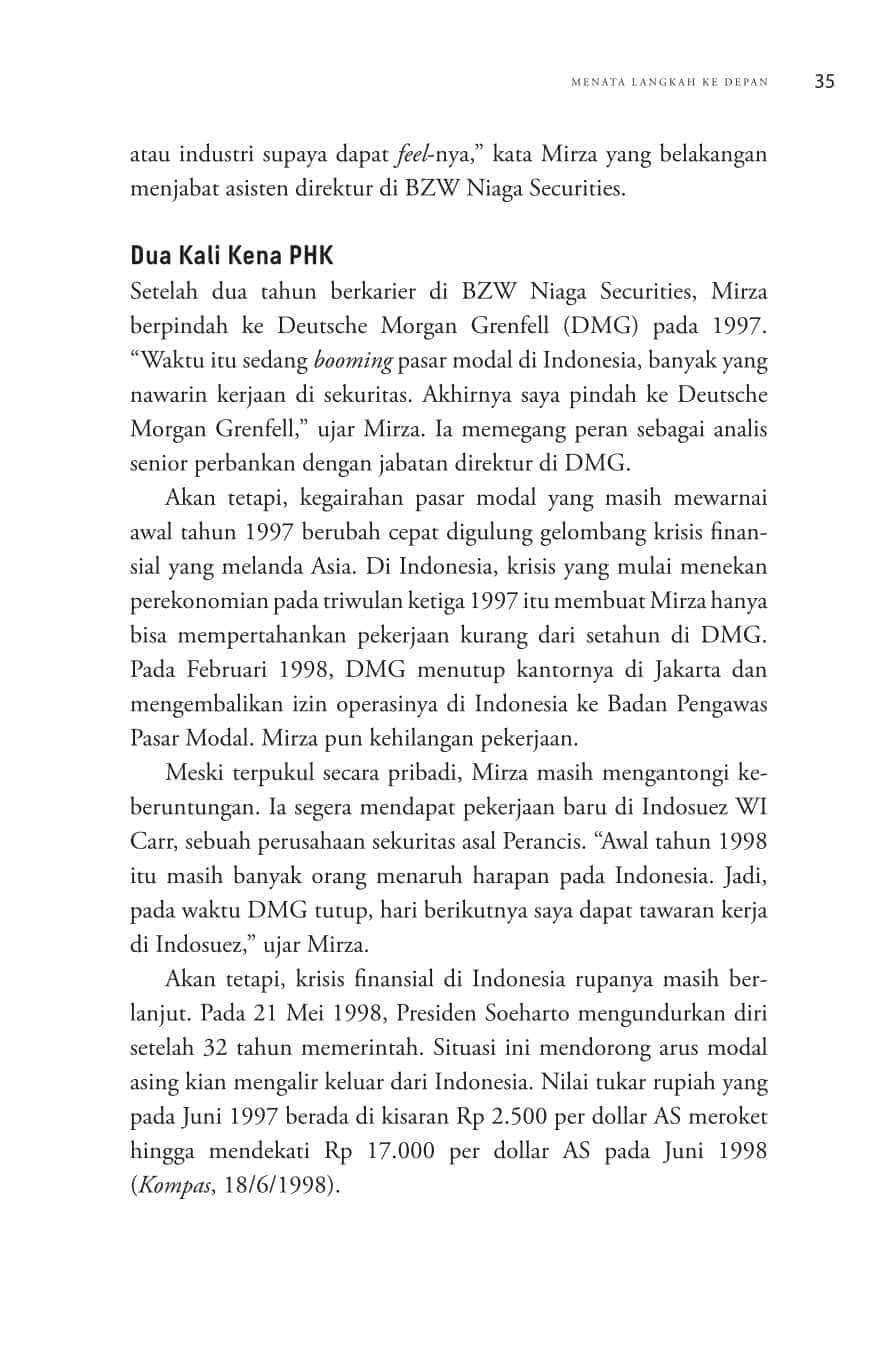 MENATA LANGKAH KE DEPAN 35
atau industri supaya dapat feel-nya,” kata Mirza yang belakangan
menjabat asisten direktur di BZW Niaga Securities.
Dua Kali Kena PHK
Setelah dua tahun berkarier di BZW Niaga Securities, Mirza
berpindah ke Deutsche Morgan Grenfell (DMG) pada 1997.
“Waktu itu sedang booming pasar modal di Indonesia, banyak yang
nawarin kerjaan di sekuritas. Akhirnya saya pindah ke Deutsche
Morgan Grenfell,” ujar Mirza. Ia memegang peran sebagai analis
senior perbankan dengan jabatan direktur di DMG.
Akan tetapi, kegairahan pasar modal yang masih mewarnai
awal tahun 1997 berubah cepat digulung gelombang krisis finan-
sial yang melanda Asia. Di Indonesia, krisis yang mulai menekan
perekonomian pada triwulan ketiga 1997 itu membuat Mirza hanya
bisa mempertahankan pekerjaan kurang dari setahun di DMG.
Pada Februari 1998, DMG menutup kantornya di Jakarta dan
mengembalikan izin operasinya di Indonesia ke Badan Pengawas
Pasar Modal. Mirza pun kehilangan pekerjaan.
Meski terpukul secara pribadi, Mirza masih mengantongi ke-
beruntungan. Ia segera mendapat pekerjaan baru di Indosuez WI
Carr, sebuah perusahaan sekuritas asal Perancis. “Awal tahun 1998
itu masih banyak orang menaruh harapan pada Indonesia. Jadi,
pada waktu DMG tutup, hari berikutnya saya dapat tawaran kerja
di Indosuez,” ujar Mirza.
Akan tetapi, krisis finansial di Indonesia rupanya masih ber-
lanjut. Pada 21 Mei 1998, Presiden Soeharto mengundurkan diri
setelah 32 tahun memerintah. Situasi ini mendorong arus modal
asing kian mengalir keluar dari Indonesia. Nilai tukar rupiah yang
pada Juni 1997 berada di kisaran Rp 2.500 per dollar AS meroket
hingga mendekati Rp 17.000 per dollar AS pada Juni 1998
(Kompas, 18/6/1998).